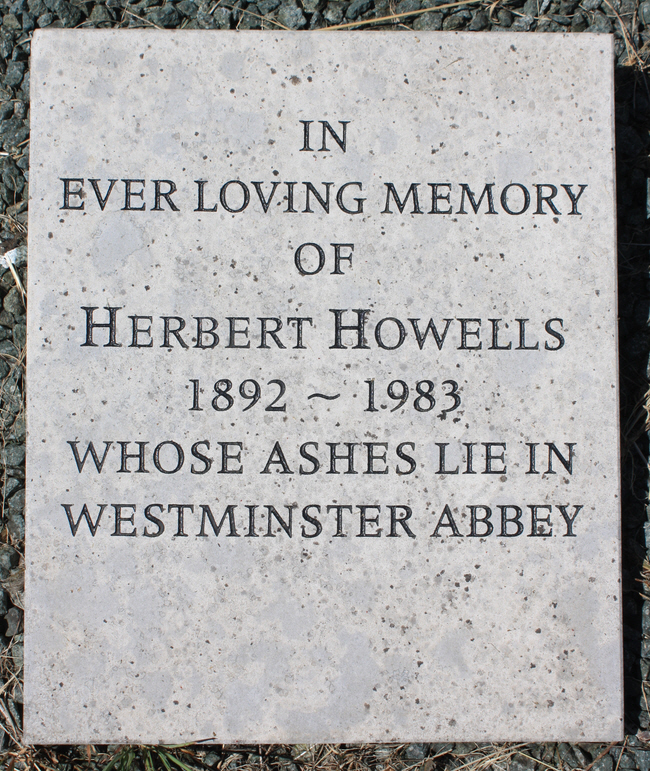 IN
EVER LOVING MEMORY
OF
HERBERT HOWELLS
1892 ~ 1983
WHOSE ASHES LIE IN
WESTMINSTER ABBEY